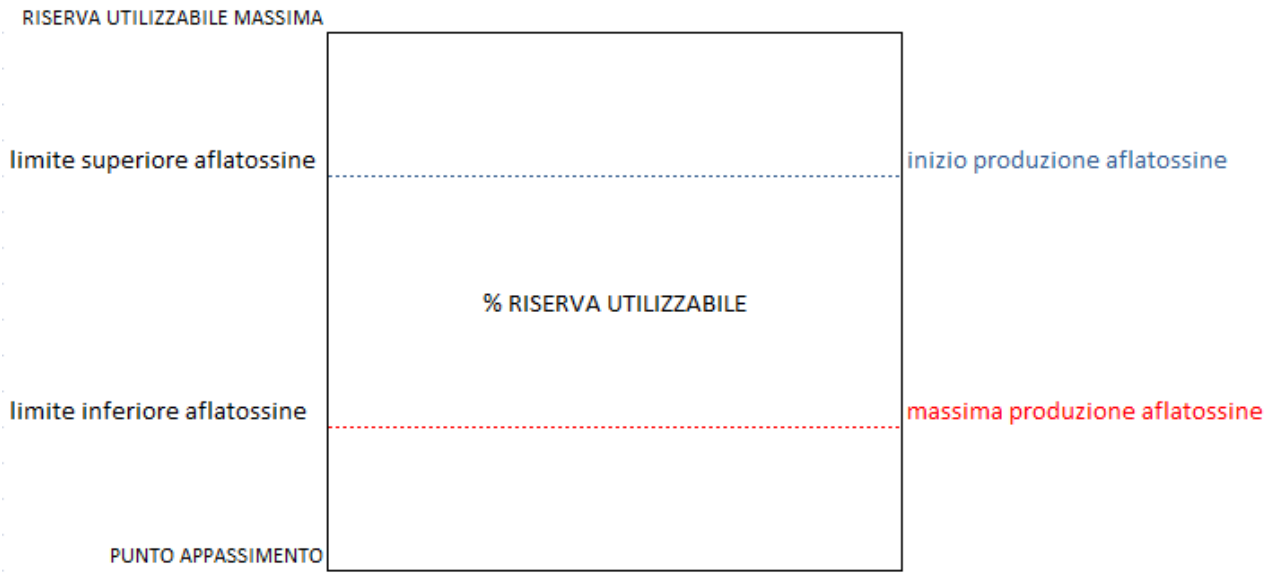 RISERVA UTILIZZABILE MASSIMA
limite superiore aflatossine
inizio produzione aflatossine
% RISERVA UTILIZZABILE
limite inferiore aflatossine
massima produzione aflatossine
PUNTO APPASSIMENTO